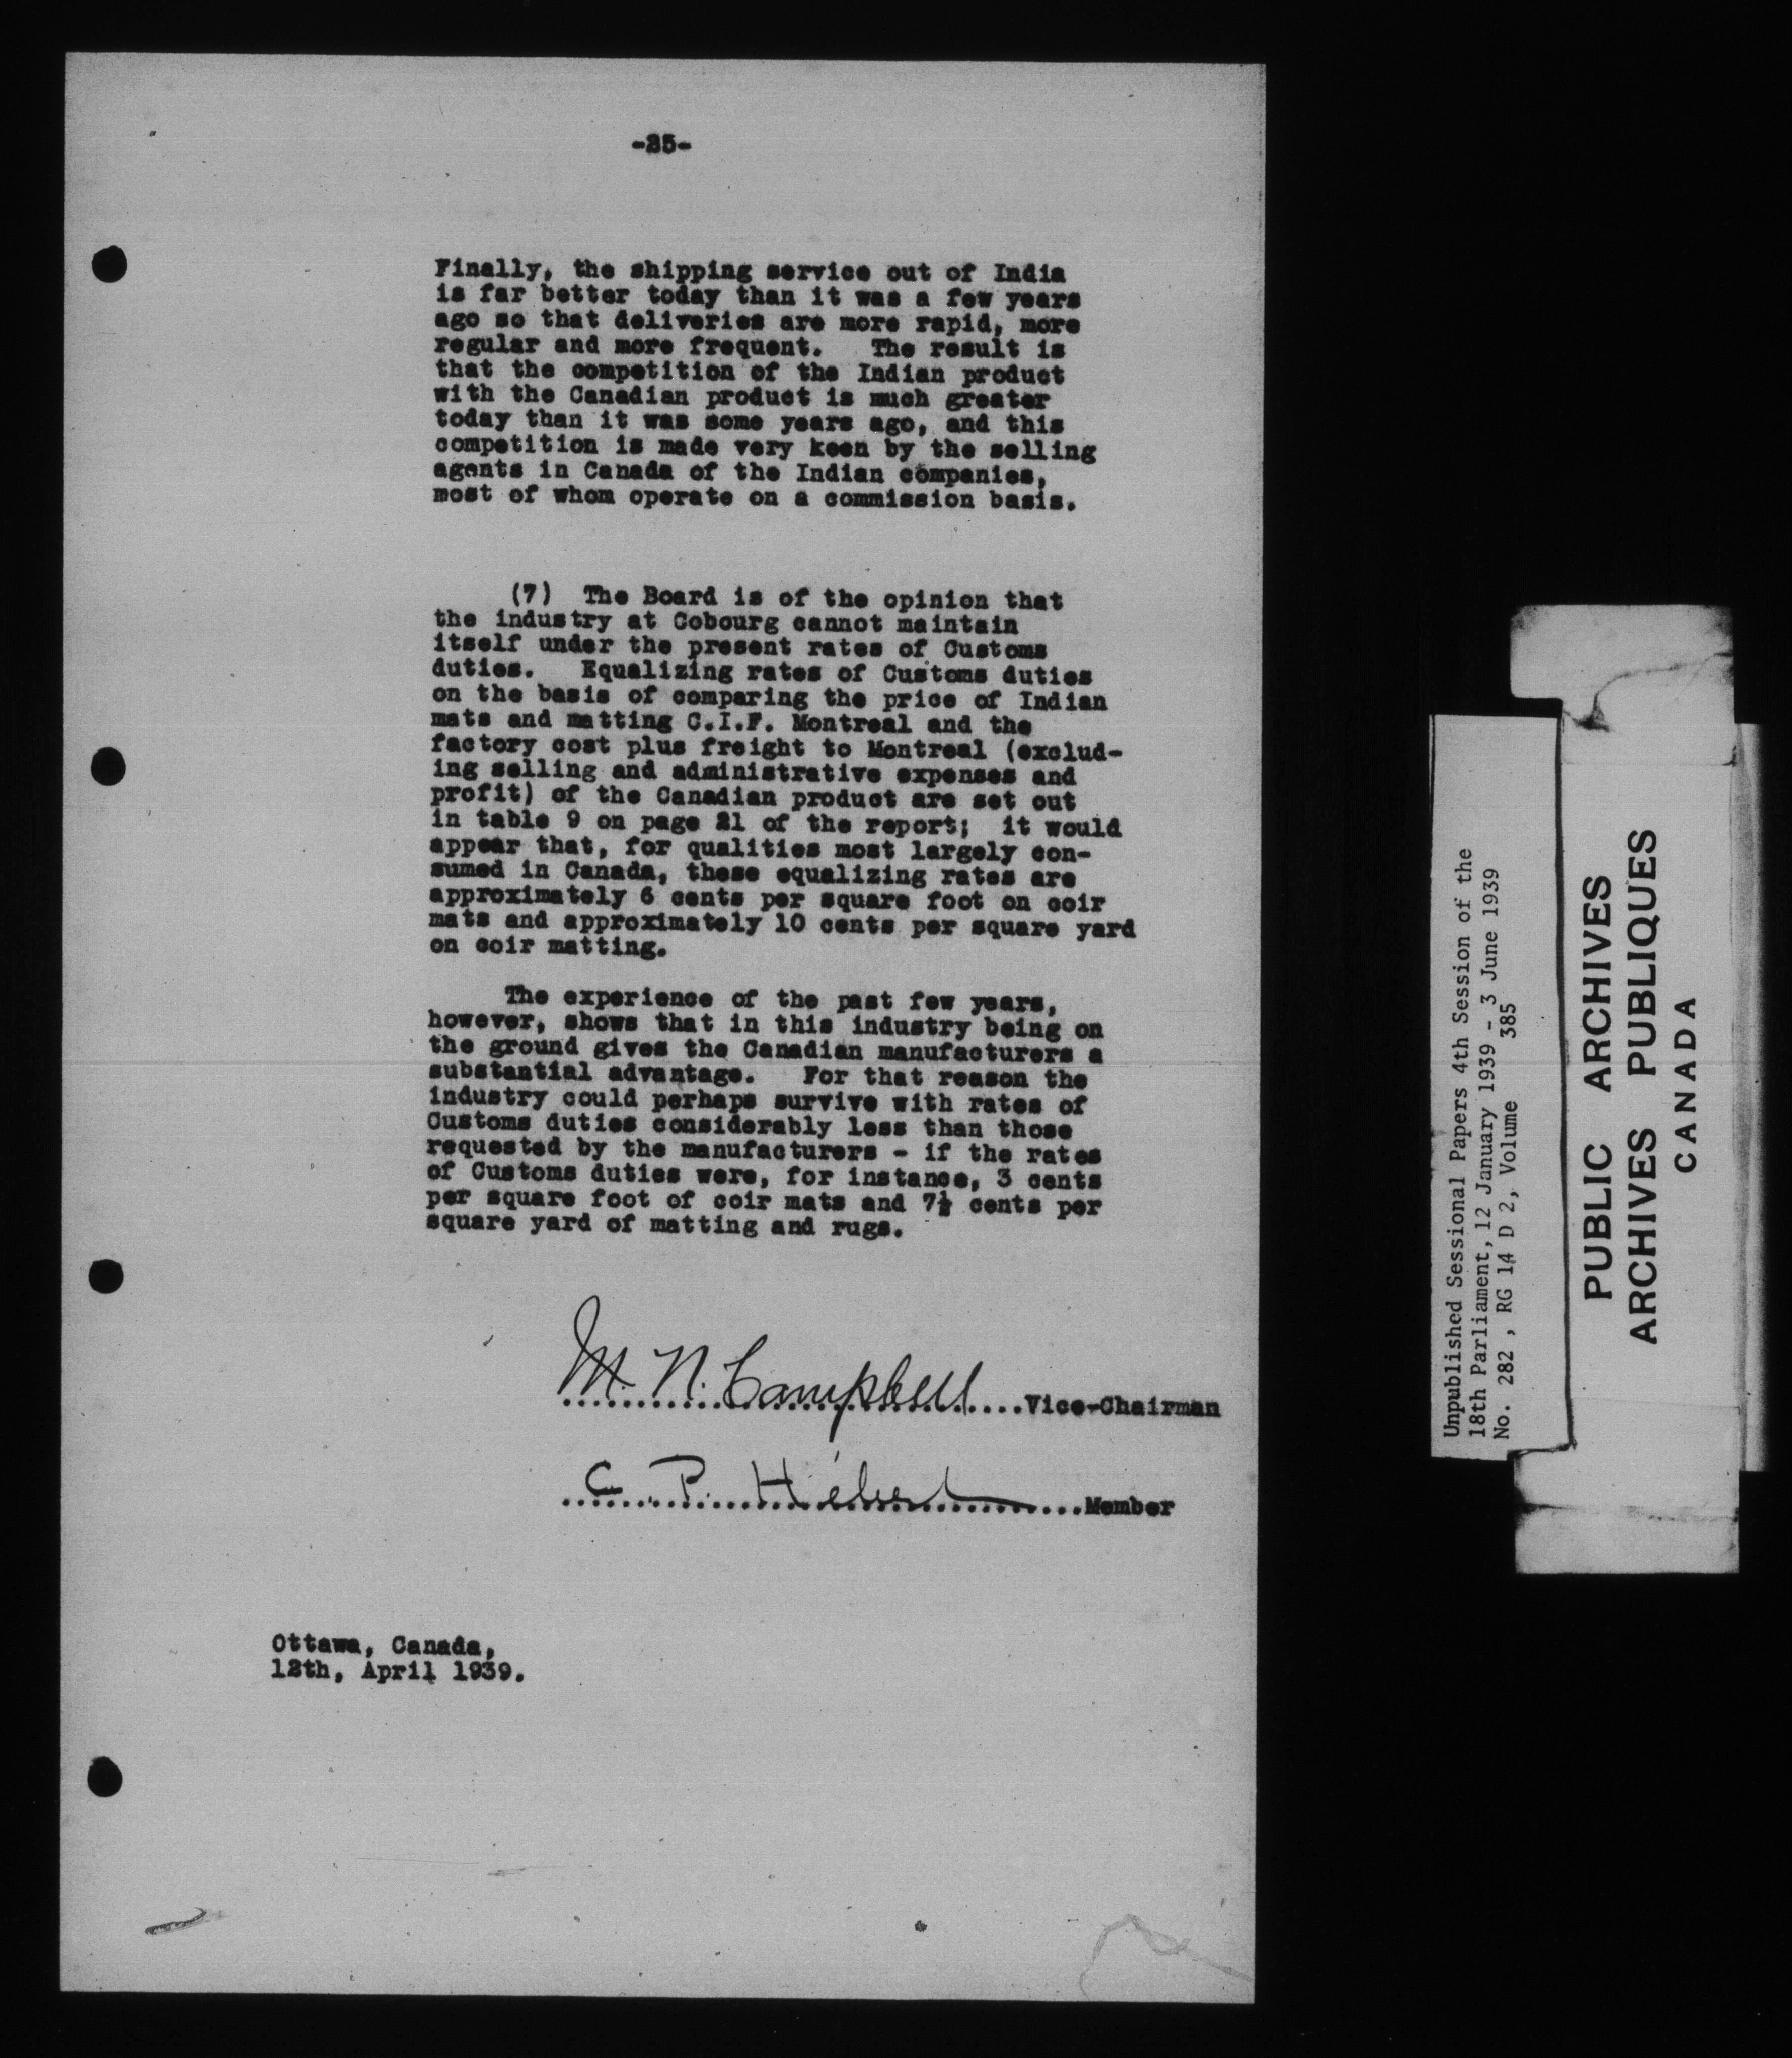 -25-
Finally, the shipping service out of India
is far better today than it was a few years
ago so that deliveries are more rapid, more
regular and more frequent. The result is
that the competition of the Indian product
with the Canadian product is much greater
today than it was some years ago, and this
competition is made very keen by the selling
agents in Canada of the Indian companies,
most of whom operate on a commission basis.
(7) The Board is of the opinion that
the industry at Cobourg cannot maintain
itself under the present rates of Customs
duties. Equalizing rates of Customs duties
on the basis of comparing the price of Indian
mats and matting C.I.F. Montreal and the
factory cost plus freight to Montreal (exclud-
ing selling and administrative expenses and
profit) of the Canadian product are set out
in table 9 on page 21 of the report; it would
appear that, for qualities most largely con-
sumed in Canada, these equalizing rates are
approximately 6 cents per square foot on coir
mats and approximately 10 cents per square yard
on coir matting.
The experience of the past few years,
however, shows that in this industry being on
the ground gives the Canadian manufacturers a
substantial advantage. For that reason the
industry could perhaps survive with rates of
Customs duties considerably less than those
requested by the manufacturers - if the rates
of Customs duties were, for instance, 3 cents
per square foot of coir mats and 7½ cents per
square yard of matting and rugs.
M. N. Campbell....Vice-Chairman
C. P. Hébert....Member
Ottawa, Canada,
12th, April 1939.
Unpublished Sessional Papers 4th Session of the
18th Parliament, 12 January 1939 - 3 June 1939
No. 282 , RG 14 D 2, Volume 385
PUBLIC ARCHIVES
ARCHIVES PUBLIQUES
CANADA